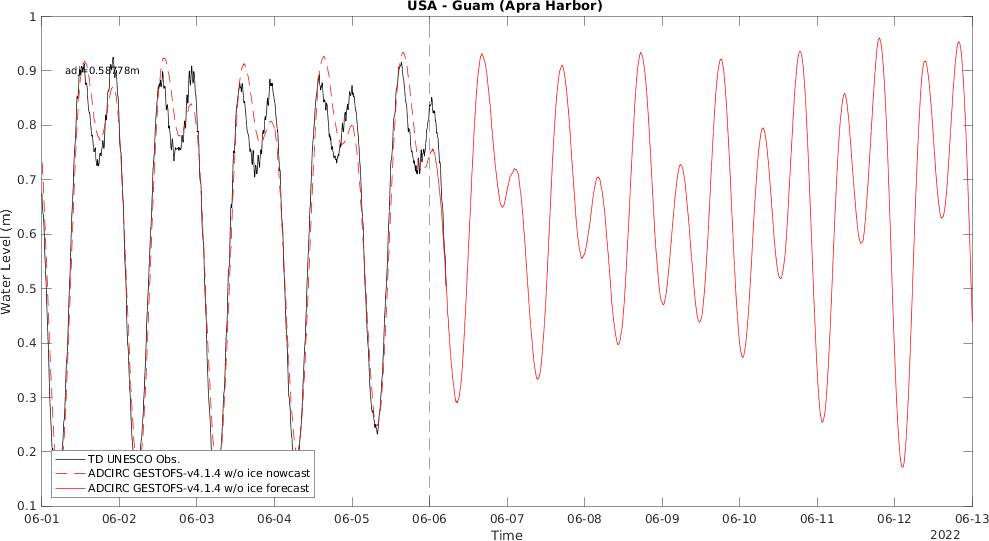 USA - Guam (Apra Harbor)
Water Level (m)
1
0.9
0.8
0.7
0.6
0.5
0.4
0.3
0.2
0.1
TD UNESCO Obs.
ADCIRC GESTOFS-v4.1.4 w/o ice nowcast
ADCIRC GESTOFS-v4.1.4 w/o ice forecast
06-01 06-02 06-03 06-04 06-05 06-06 06-07 06-08 06-09 06-10 06-11 06-12 06-13
Time
2022